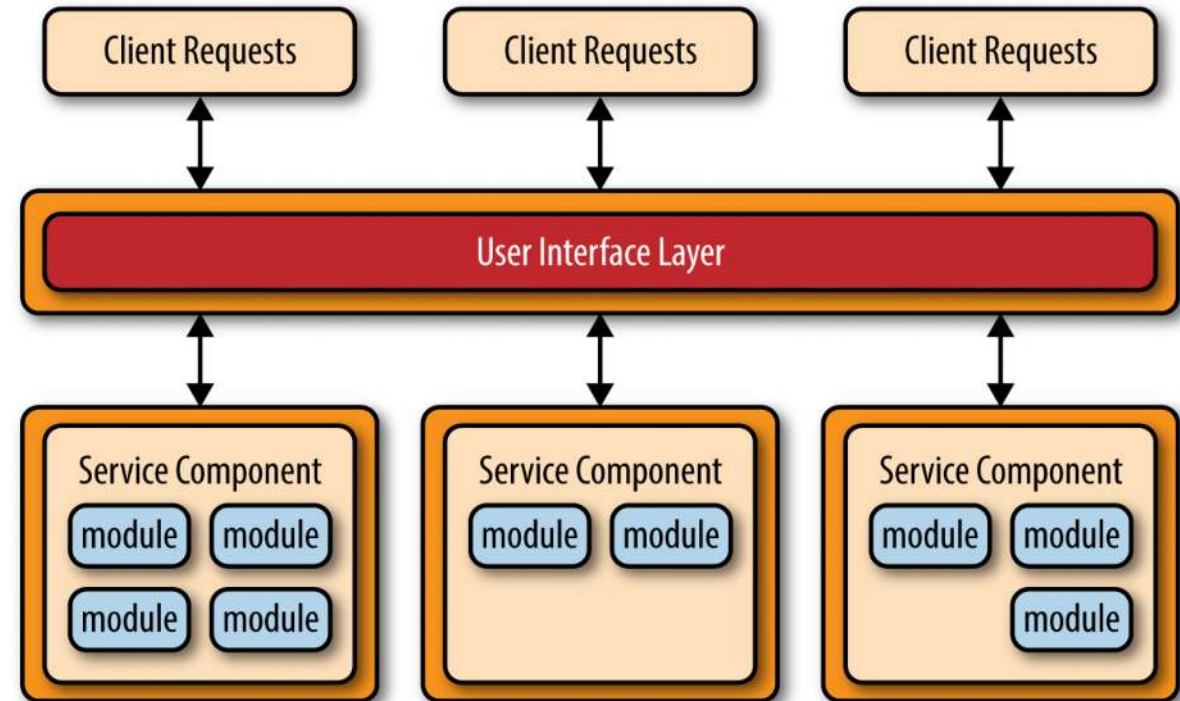 Client Requests
Client Requests
Client Requests
User Interface Layer
Service Component
module module
module module
Service Component
module module
Service Component
module module
module